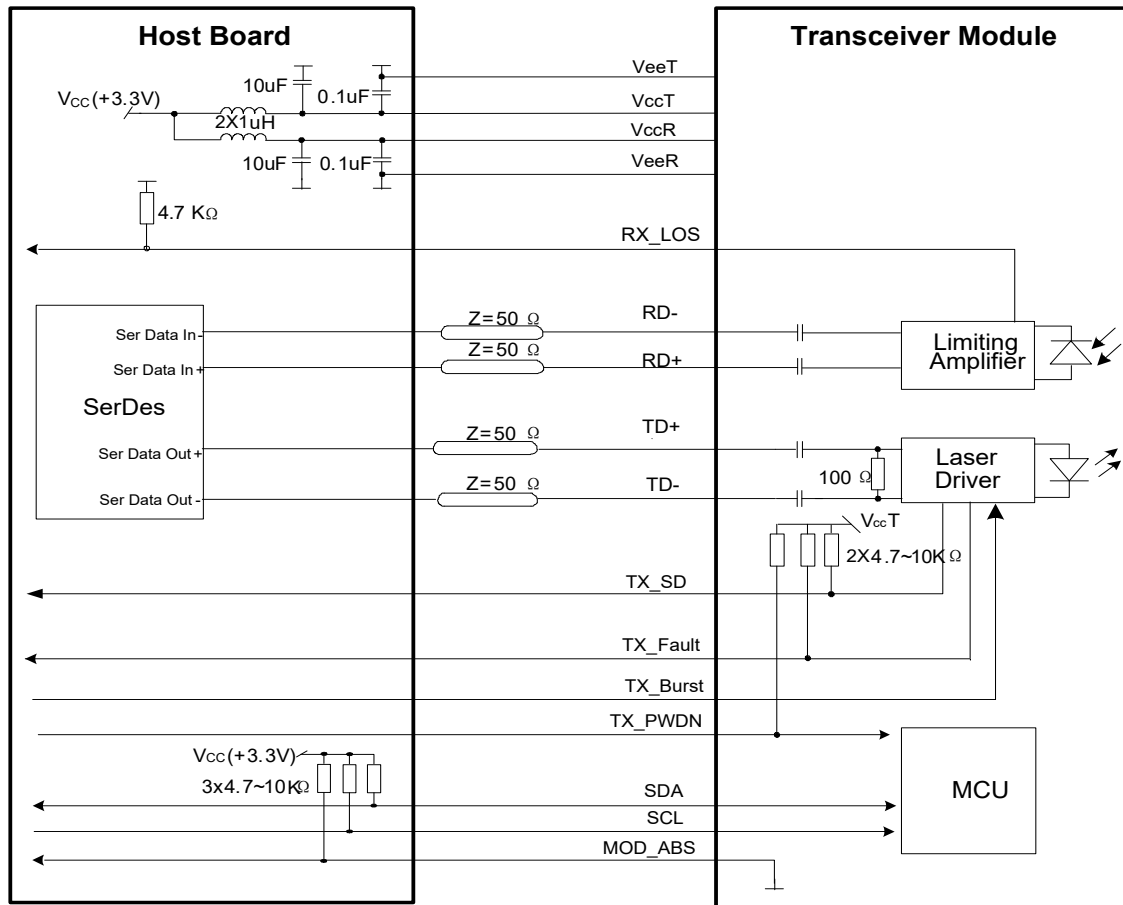 Host Board
Transceiver Module
VeeT
10uF
0.1uF
VCC(+3.3V)
VccT
2X1uH
VccR
10uF
0.1uF
VeeR
4.7 KΩ
RX_LOS
Ser Data In-
Z=50 Ω
RD-
Z=50 Ω
Limiting
Amplifier
Ser Data In+
RD+
SerDes
TD+
Z=50 Ω
Ser Data Out+
Laser
Driver
Z=50 Ω
100 Ω
Ser Data Out-
TD-
VccT
2X4.7~10KΩ
TX_SD
TX_Fault
TX_Burst
TX_PWDN
VCC(+3.3V)
3x4.7~10KΩ
SDA
MCU
SCL
MOD_ABS